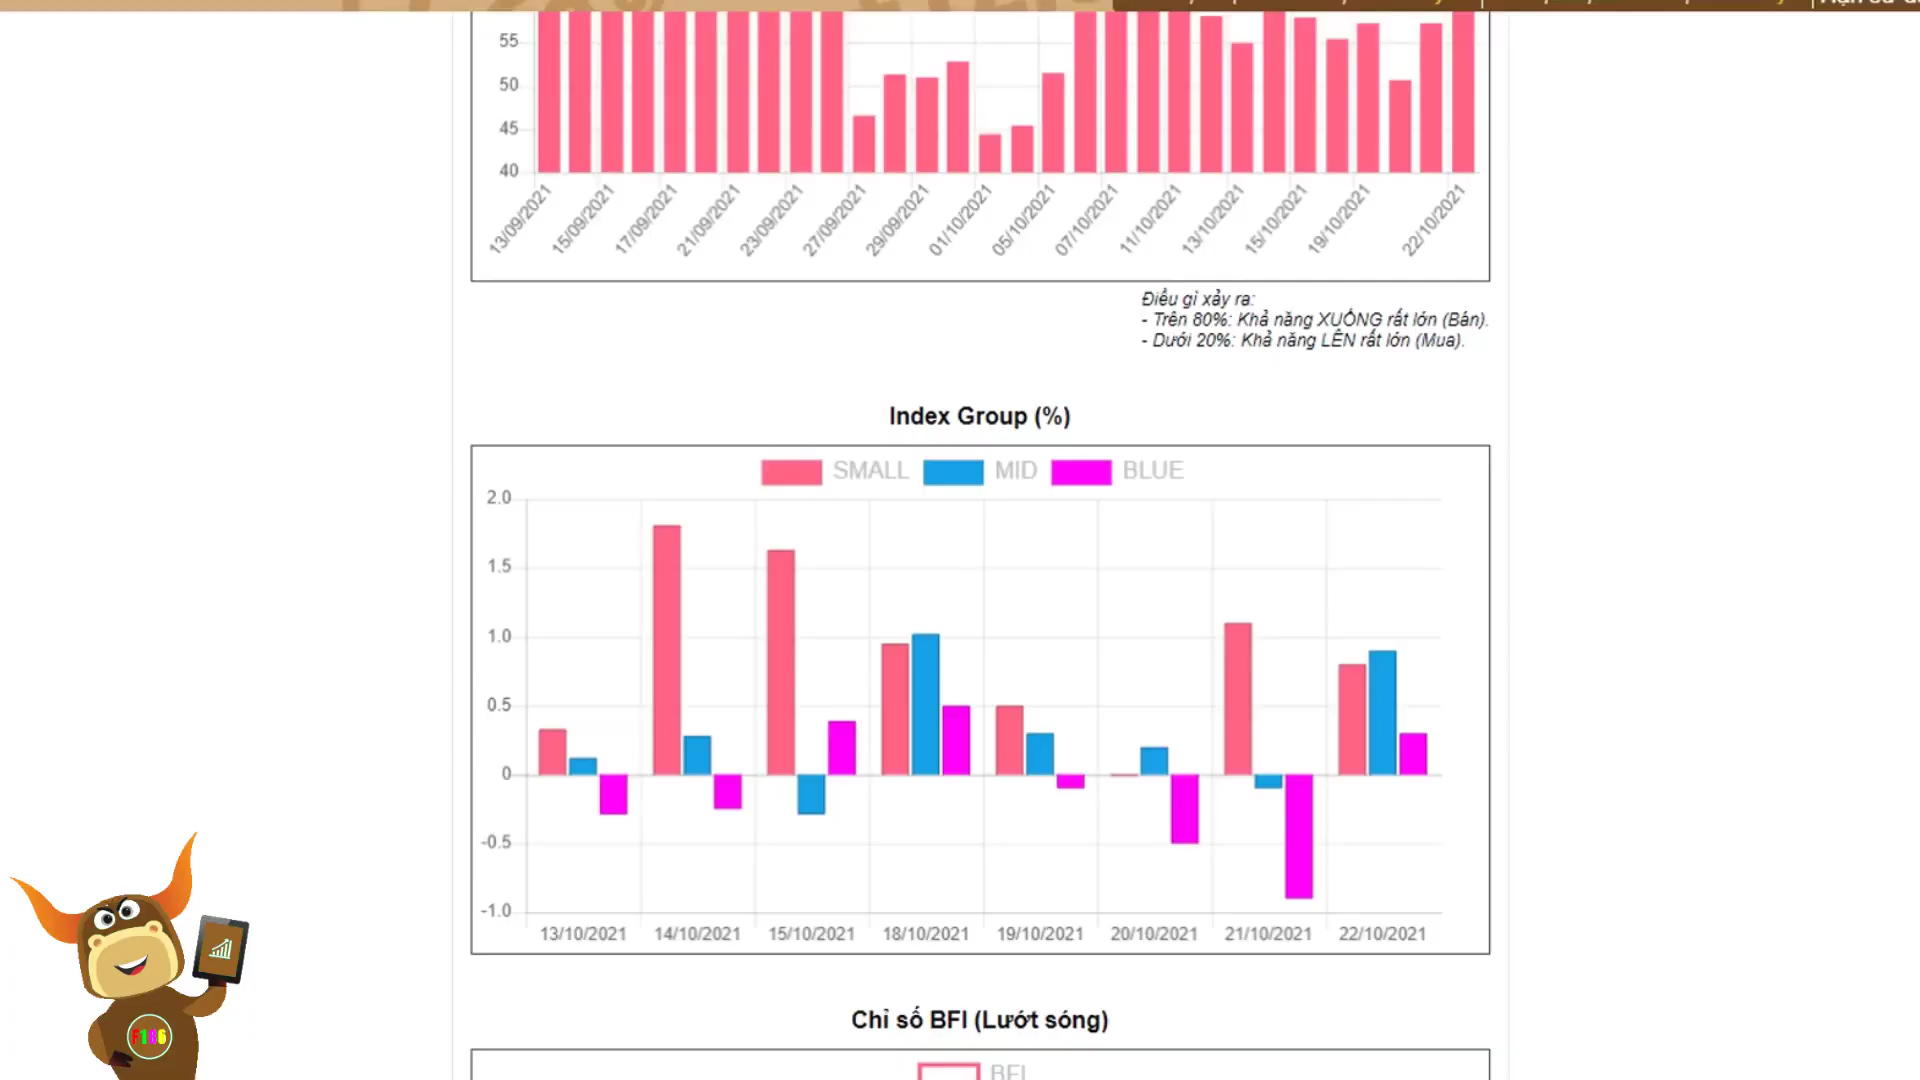 55
50
45
40
13/09/2021
15/09/2021
17/09/2021
21/09/2021
23/09/2021
27/09/2021
29/09/2021
01/10/2021
05/10/2021
07/10/2021
11/10/2021
13/10/2021
15/10/2021
19/10/2021
22/10/2021
Điều gì xảy ra:
- Trên 80%: Khả năng XUỐNG rất lớn (Bán).
- Dưới 20%: Khả năng LÊN rất lớn (Mua).
Index Group (%)
SMALL MID BLUE
2.0
1.5
1.0
0.5
0
-0.5
-1.0
13/10/2021 14/10/2021 15/10/2021 18/10/2021 19/10/2021 20/10/2021 21/10/2021 22/10/2021
F186
Chỉ số BFI (Lướt sóng)
BFI